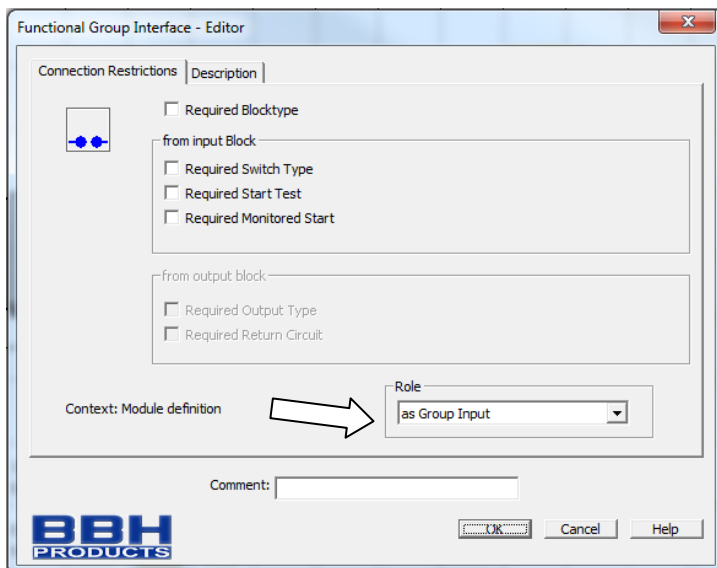 Functional Group Interface - Editor
Connection Restrictions
Description
Required Blocktype
from input Block
Required Switch Type
Required Start Test
Required Monitored Start
from output block
Required Output Type
Required Return Circuit
Role
Context: Module definition
as Group Input
Comment:
BBH
PRODUCTS
OK
Cancel
Help